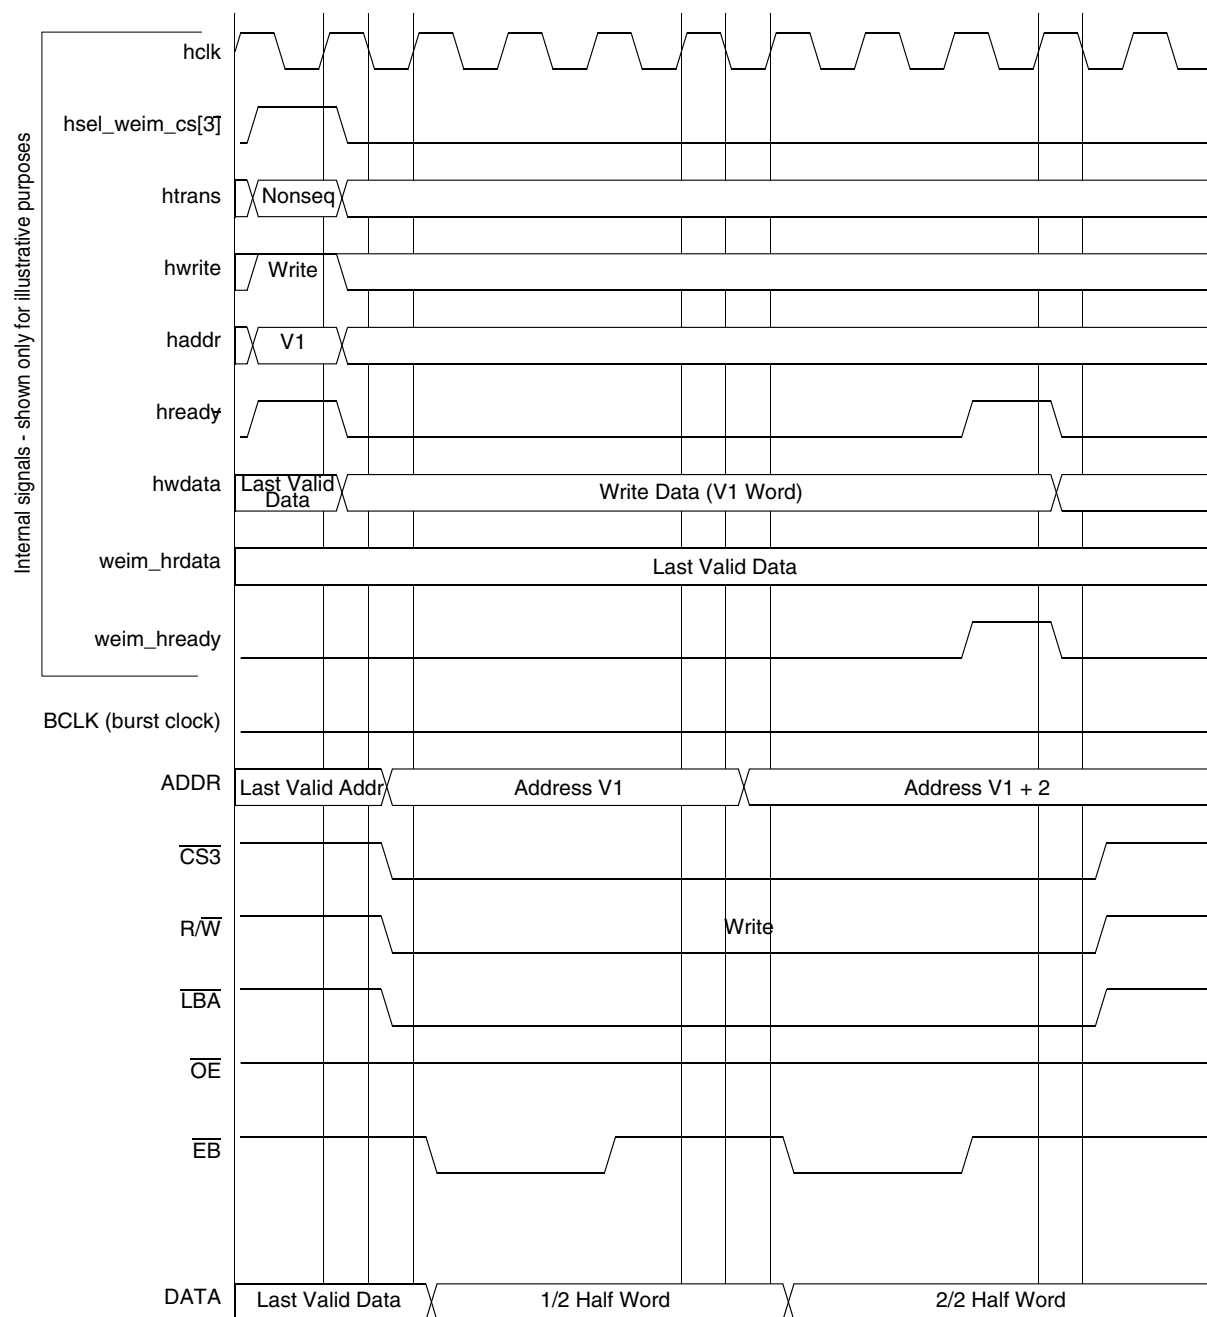 Internal signals - shown only for illustrative purposes
hclk
hsel_weim_cs[3]
htrans
Nonseq
hwrite
Write
haddr
V1
hready
hwdata
Last Valid
Data
Write Data (V1 Word)
weim_hrdata
Last Valid Data
weim_hready
BCLK (burst clock)
ADDR
Last Valid Addr
Address V1
Address V1 + 2
CS3
R/W
Write
LBA
OE
EB
DATA
Last Valid Data
1/2 Half Word
2/2 Half Word